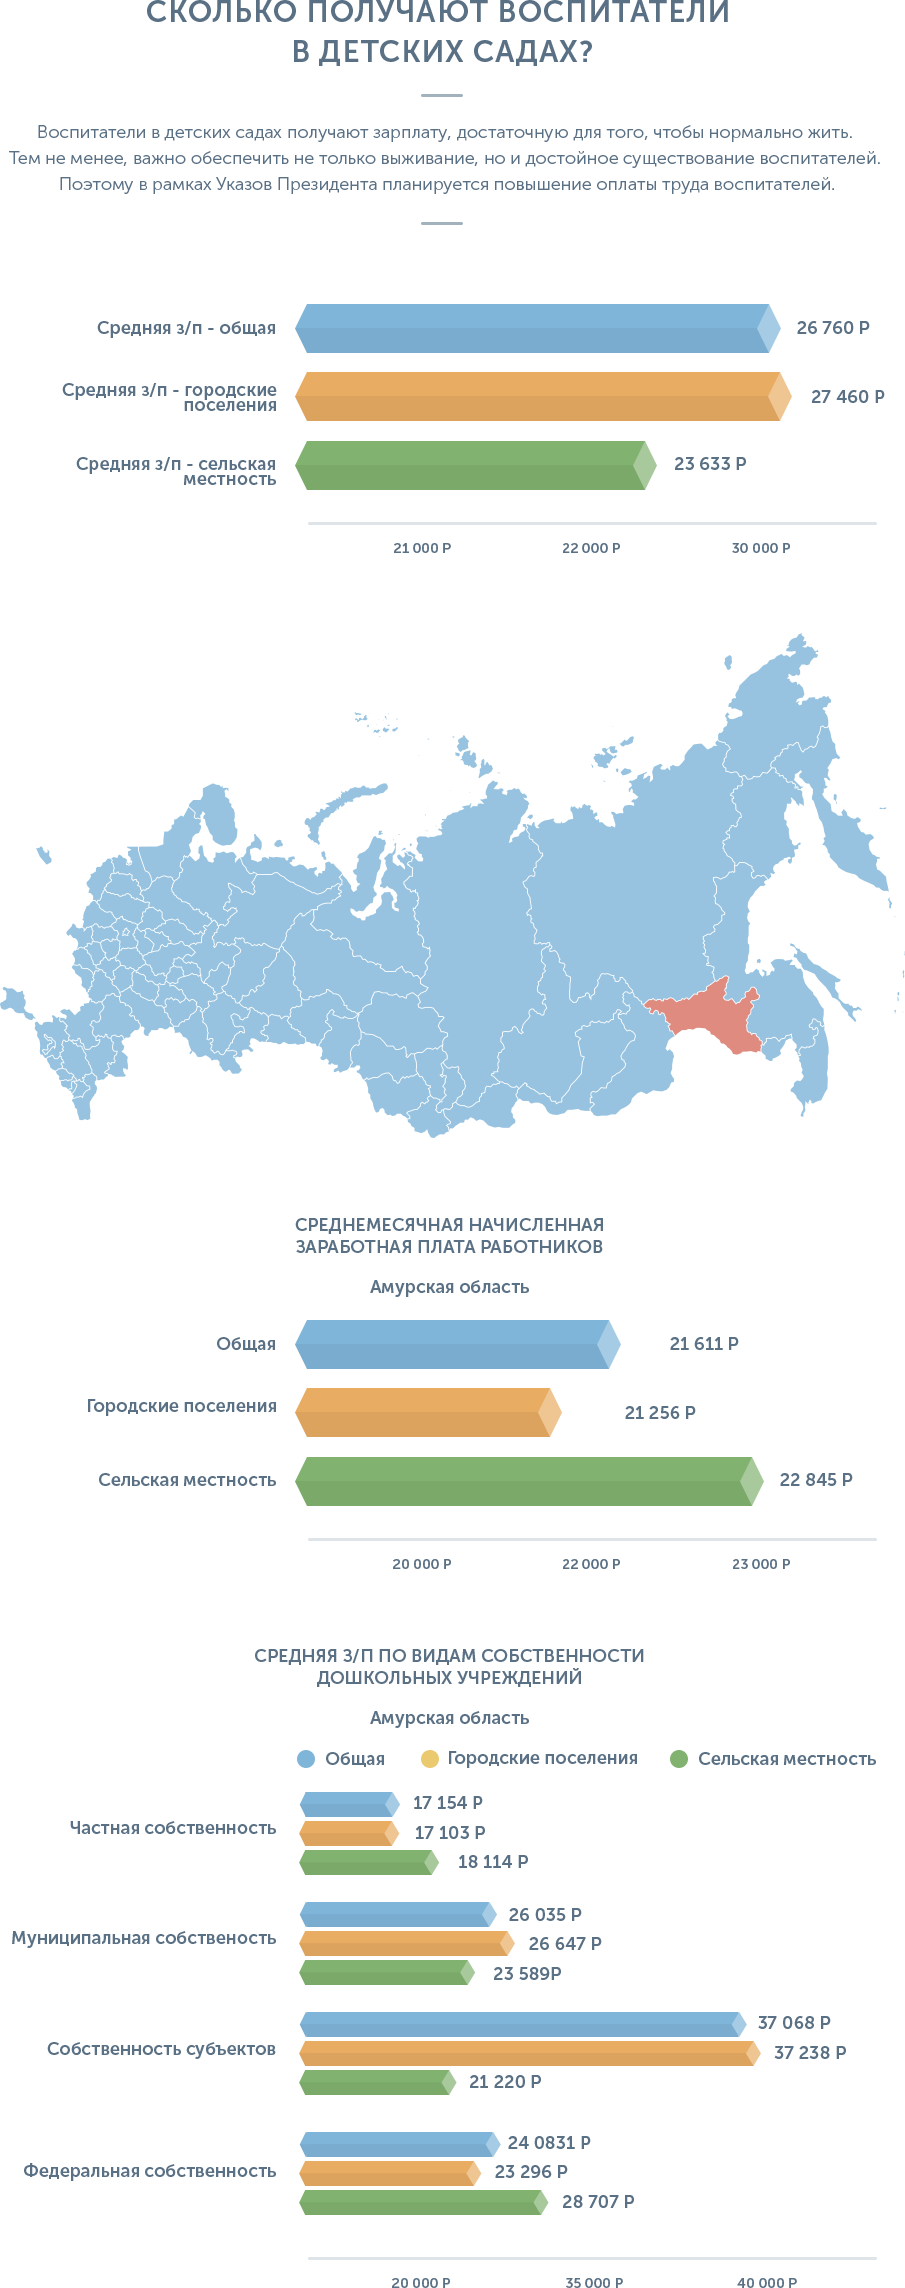 СКОЛЬКО ПОЛУЧАЮТ ВОСПИТАТЕЛИ
В ДЕТСКИХ САДАХ?
Воспитатели в детских садах получают зарплату, достаточную для того, чтобы нормально жить.
Тем не менее, важно обеспечить не только выживание, но и достойное существование воспитателей.
Поэтому в рамках Указов Президента планируется повышение оплаты труда воспитателей.
Средняя з/п - общая
26 760 Р
Средняя з/п - городские
поселения
27 460 Р
Средняя з/п - сельская
местность
23 633 Р
21 000 Р
22 000 Р
30 000 Р
СРЕДНЕМЕСЯЧНАЯ НАЧИСЛЕННАЯ
ЗАРАБОТНАЯ ПЛАТА РАБОТНИКОВ
Амурская область
Общая
21 611 Р
Городские поселения
21 256 Р
Сельская местность
22 845 Р
20 000 Р
22 000 Р
23 000 Р
СРЕДНЯЯ З/П ПО ВИДАМ СОБСТВЕННОСТИ
ДОШКОЛЬНЫХ УЧРЕЖДЕНИЙ
Амурская область
Общая
Городские поселения
Сельская местность
Частная собственность
17 154 Р
17 103 Р
18 114 Р
Муниципальная собственость
26 035 Р
26 647 Р
23 589Р
Собственность субъектов
37 068 Р
37 238 Р
21 220 Р
Федеральная собственность
24 0831 Р
23 296 Р
28 707 Р
20 000 Р
35 000 Р
40 000 Р